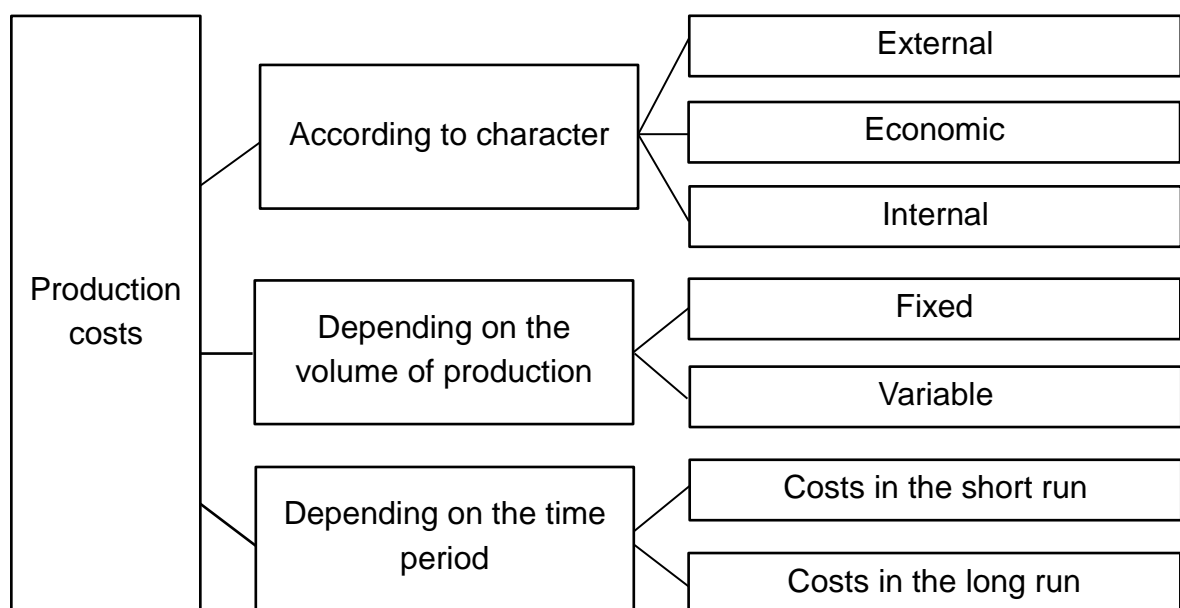 Production
costs
According to character
External
Economic
Internal
Depending on the
volume of production
Fixed
Variable
Depending on the time
period
Costs in the short run
Costs in the long run